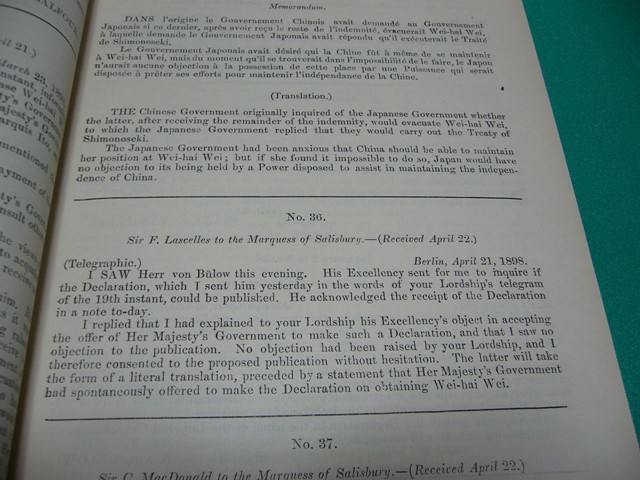 BALFOUR
Memorandum.
DANS l'origine le Gouvernement Chinois avait demandé au Gouvernement
Japonais si ce dernier, après avoir reçu le reste de l'indemnité, évacuerait Wei-hai Wei,
à laquelle demande le Gouvernement Japonais avait répondu qu'il exécuterait le Traité
de Shimonoseki.
Le Gouvernement Japonais avait désiré qui la Chine fût à même de se maintenir
à Wei-hai Wei, mais du moment qu'il se trouverait dans l'impossibilité de le faire, le Japon
n'aurait aucune objection à la possession de cette place par une Puissance qui serait
disposée à prêter ses efforts pour maintenir l'indépendance de la Chine.
(Translation.)
THE Chinese Government originally inquired of the Japanese Government whether
the latter, after receiving the remainder of the indemnity, would evacuate Wei-hai Wei,
to which the Japanese Government replied that they would carry out the Treaty of
Shimonoseki.
The Japanese Government had been anxious that China should be able to maintain
her position at Wei-hai Wei; but if she found it impossible to do so, Japan would have
no objection to its being held by a Power disposed to assist in maintaining the indepen-
dence of China.
No. 36.
Sir F. Lascelles to the Marquess of Salisbury.—(Received April 22.)
(Telegraphic.) Berlin, April 21, 1898.
I SAW Herr von Bülow this evening. His Excellency sent for me to inquire if
the Declaration, which I sent him yesterday in the words of your Lordship's telegram
of the 19th instant, could be published. He acknowledged the receipt of the Declaration
in a note to-day.
I replied that I had explained to your Lordship his Excellency's object in accepting
the offer of Her Majesty's Government to make such a Declaration, and that I saw no
objection to the publication. No objection had been raised by your Lordship, and I
therefore consented to the proposed publication without hesitation. The latter will take
the form of a literal translation, preceded by a statement that Her Majesty's Government
had spontaneously offered to make the Declaration on obtaining Wei-hai Wei.
No. 37.
Sir C. MacDonald to the Marquess of Salisbury.—(Received April 22.)